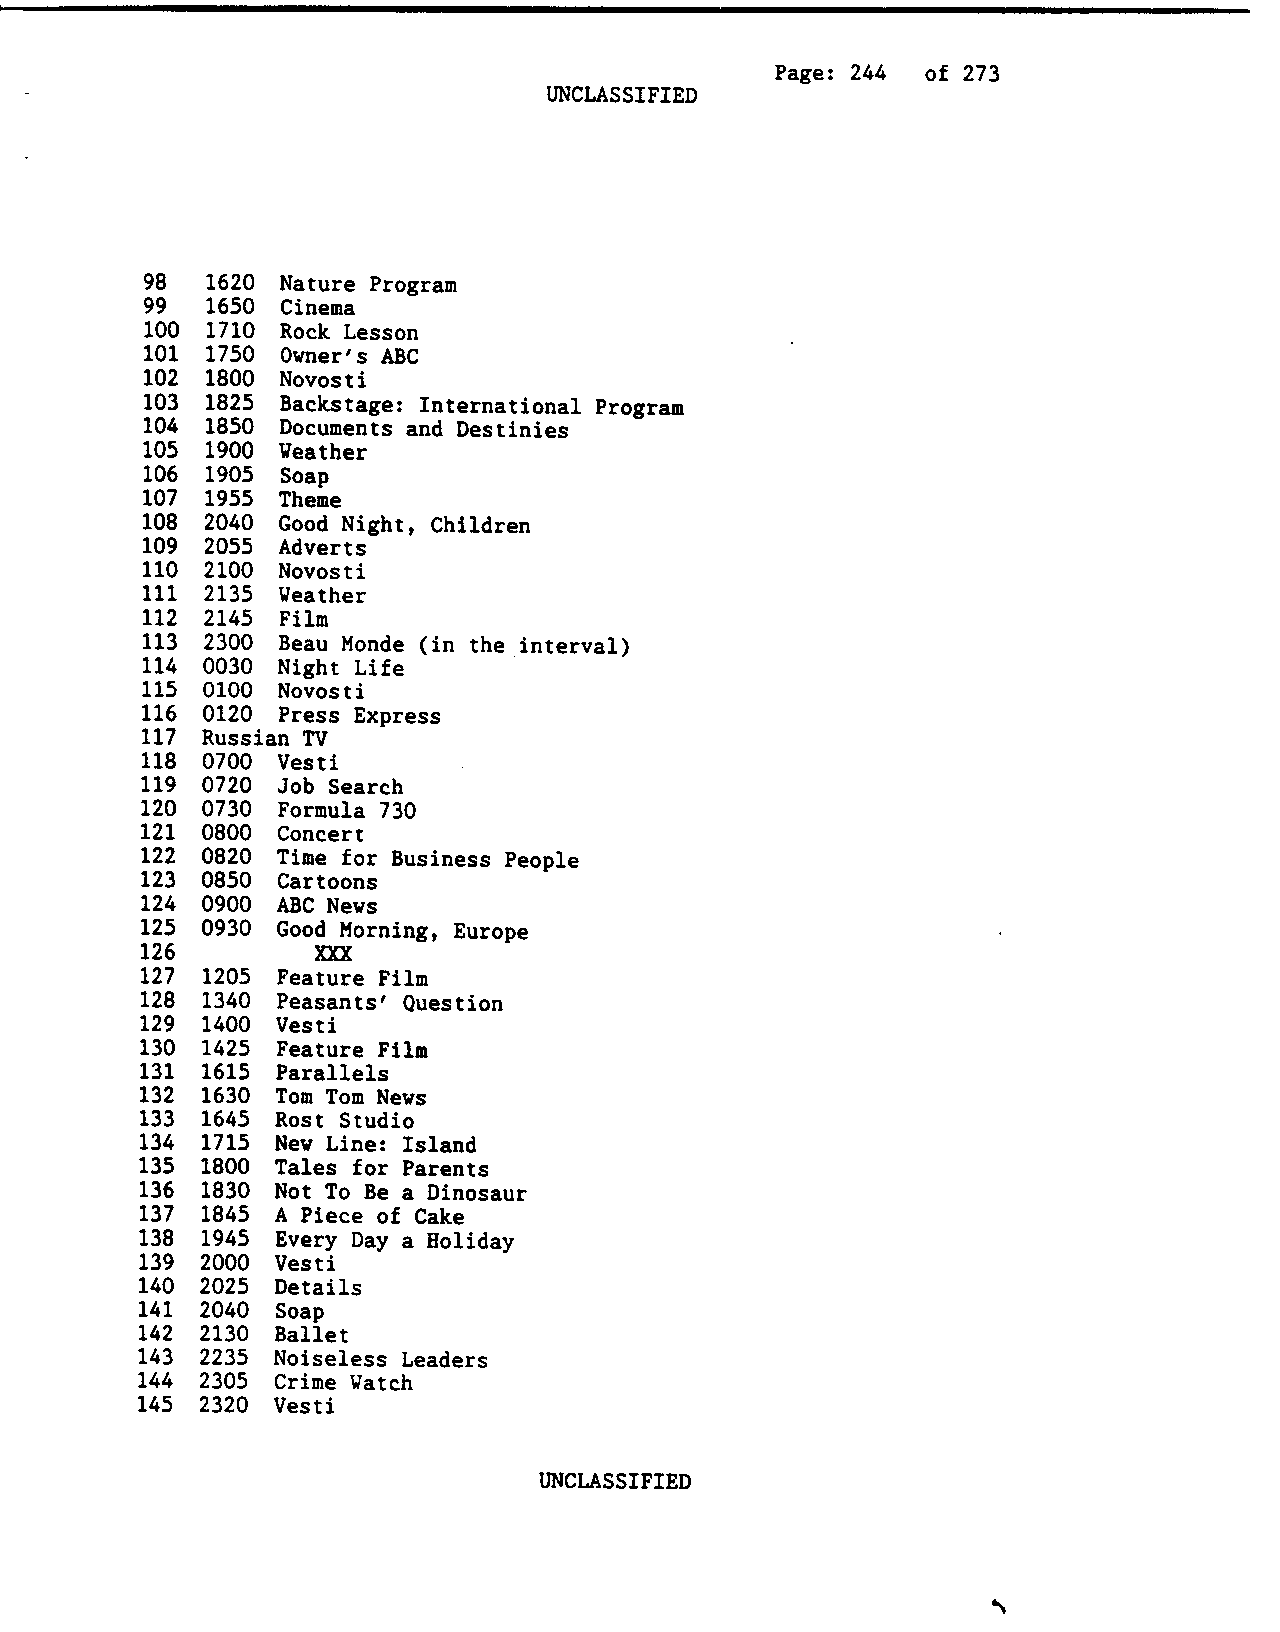 Page: 244 of 273
UNCLASSIFIED
98 1620 Nature Program
99 1650 Cinema
100 1710 Rock Lesson
101 1750 Owner's ABC
102 1800 Novosti
103 1825 Backstage: International Program
104 1850 Documents and Destinies
105 1900 Weather
106 1905 Soap
107 1955 Theme
108 2040 Good Night, Children
109 2055 Adverts
110 2100 Novosti
111 2135 Weather
112 2145 Film
113 2300 Beau Monde (in the interval)
114 0030 Night Life
115 0100 Novosti
116 0120 Press Express
117 Russian TV
118 0700 Vesti
119 0720 Job Search
120 0730 Formula 730
121 0800 Concert
122 0820 Time for Business People
123 0850 Cartoons
124 0900 ABC News
125 0930 Good Morning, Europe
126 XXX
127 1205 Feature Film
128 1340 Peasants' Question
129 1400 Vesti
130 1425 Feature Film
131 1615 Parallels
132 1630 Tom Tom News
133 1645 Rost Studio
134 1715 New Line: Island
135 1800 Tales for Parents
136 1830 Not To Be a Dinosaur
137 1845 A Piece of Cake
138 1945 Every Day a Holiday
139 2000 Vesti
140 2025 Details
141 2040 Soap
142 2130 Ballet
143 2235 Noiseless Leaders
144 2305 Crime Watch
145 2320 Vesti
UNCLASSIFIED